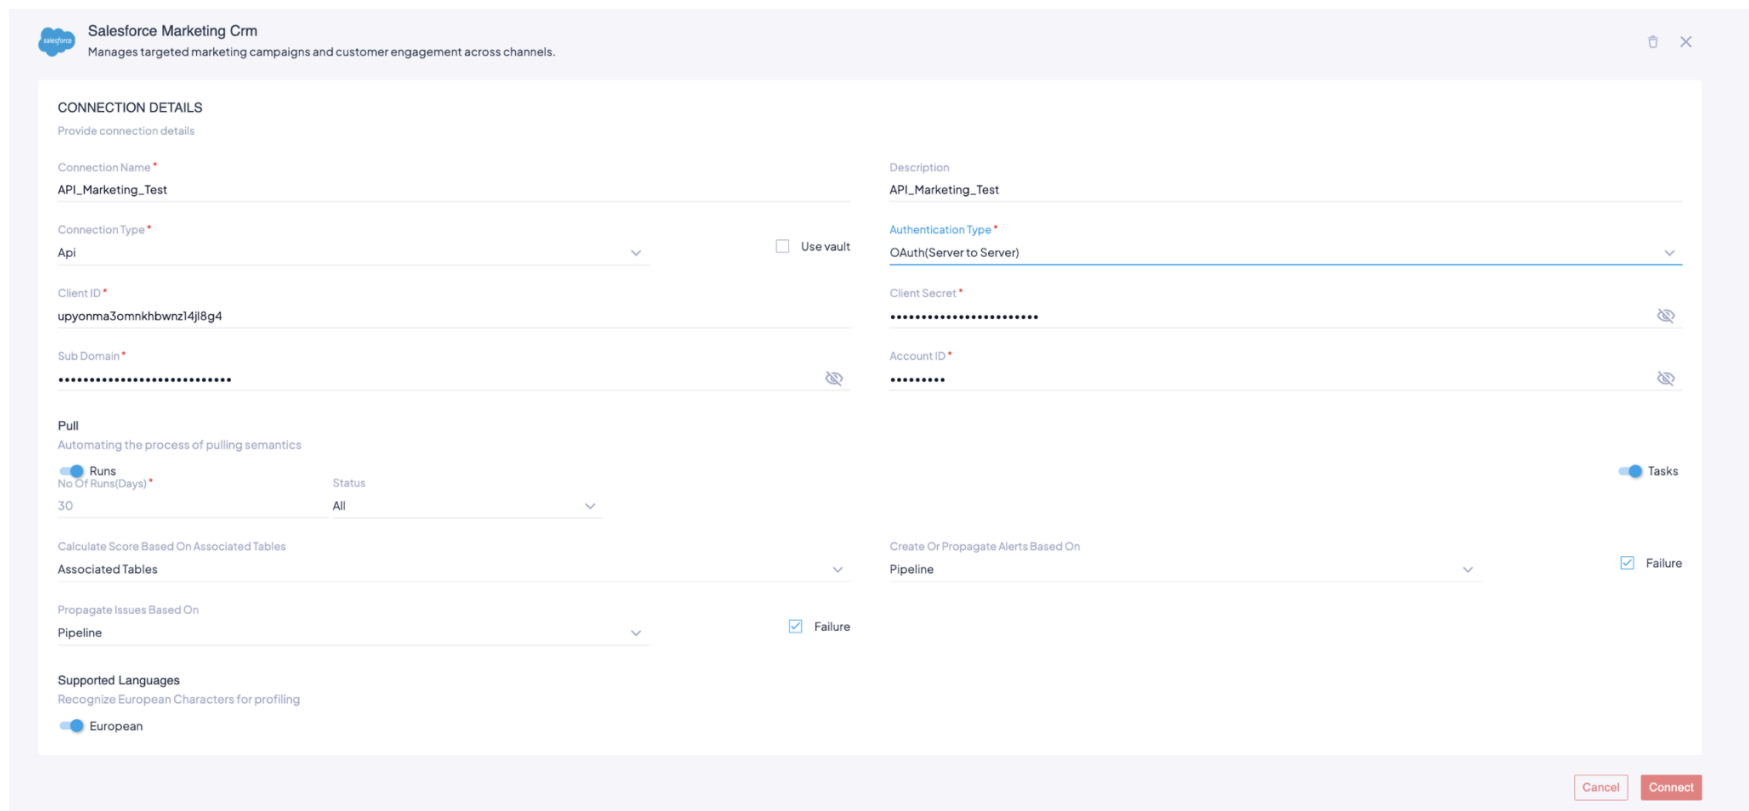 salesforce
Salesforce Marketing Crm
Manages targeted marketing campaigns and customer engagement across channels.
CONNECTION DETAILS
Provide connection details
Connection Name*
API_Marketing_Test
Description
API_Marketing_Test
Connection Type*
Api
Use vault
Authentication Type*
OAuth(Server to Server)
Client ID*
upyonma3omnkhbwnz14jl8g4
Client Secret*
Sub Domain*
Account ID*
Pull
Automating the process of pulling semantics
Runs
Tasks
No Of Runs(Days)*
30
Status
All
Calculate Score Based On Associated Tables
Associated Tables
Create Or Propagate Alerts Based On
Pipeline
Failure
Propagate Issues Based On
Pipeline
Failure
Supported Languages
Recognize European Characters for profiling
European
Cancel
Connect